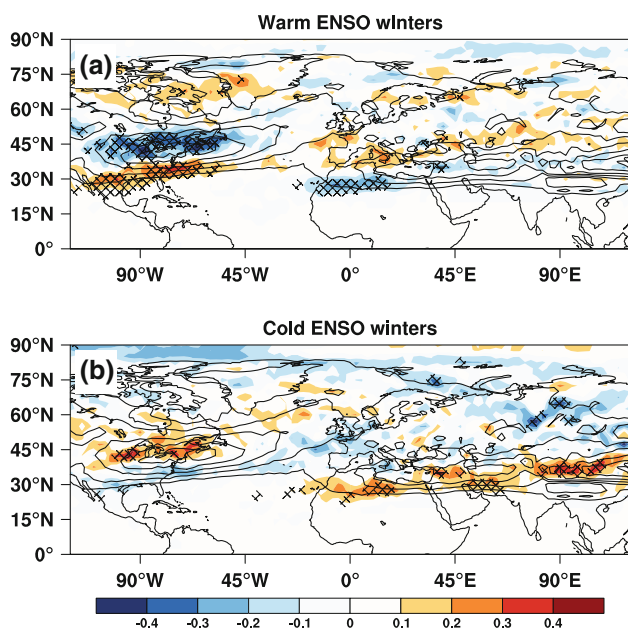 Warm ENSO winters
90°N
(a)
75°N
60°N
45°N
30°N
15°N
0°
90°W 45°W 0° 45°E 90°E
Cold ENSO winters
90°N
(b)
75°N
60°N
45°N
30°N
15°N
0°
90°W 45°W 0° 45°E 90°E
-0.4 -0.3 -0.2 -0.1 0 0.1 0.2 0.3 0.4